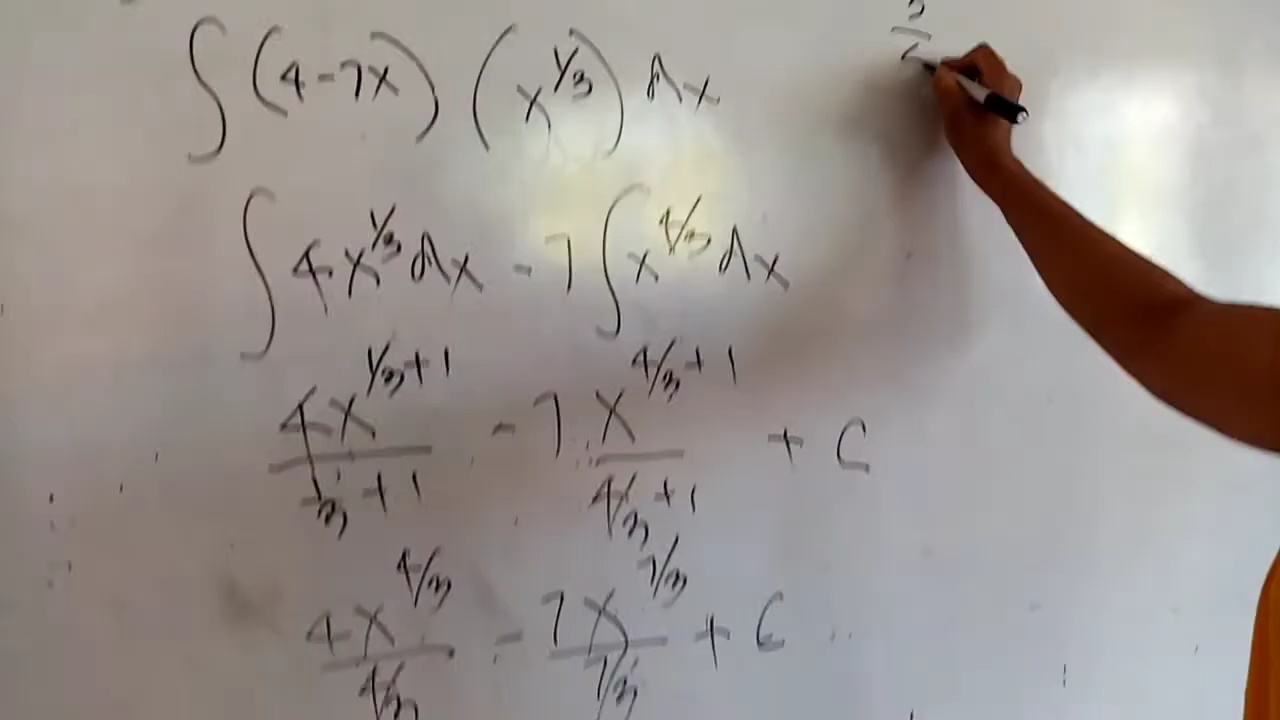 ∫ (4-7x) (x^1/3) dx
∫ 4x^1/3 dx - 7 ∫ x^4/3 dx
4x^1/3+1 / 1/3+1 - 7 x^4/3+1 / 4/3+1 + C
4x^4/3 / 4/3 - 7x^7/3 / 7/3 + C